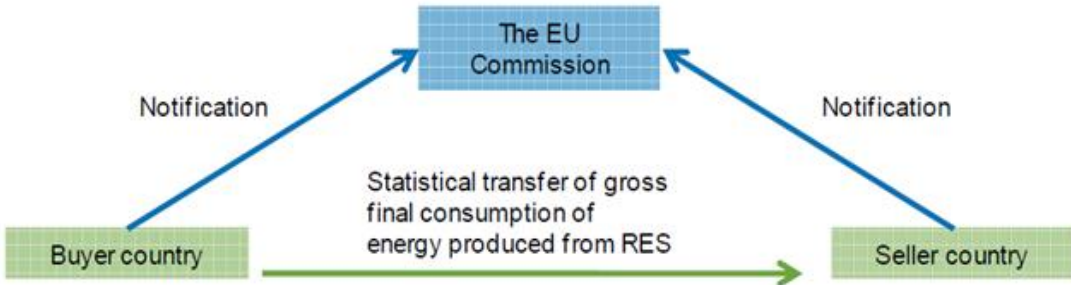 The EU
Commission
Notification
Notification
Statistical transfer of gross
final consumption of
energy produced from RES
Buyer country
Seller country